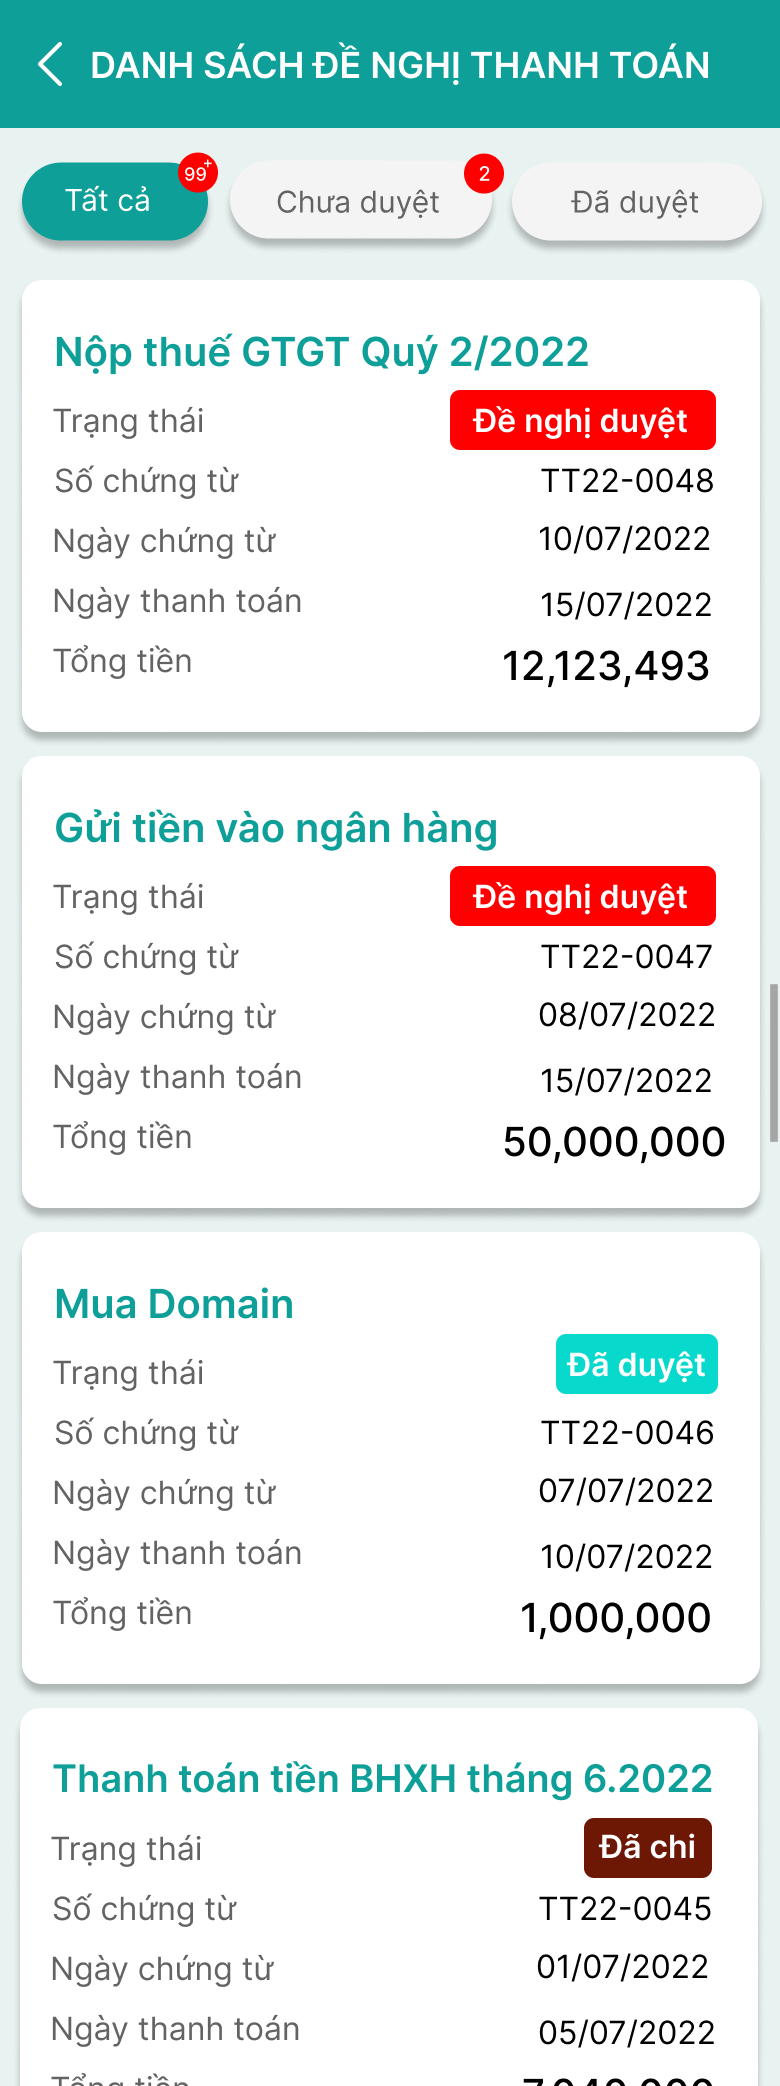 DANH SÁCH ĐỀ NGHỊ THANH TOÁN
Tất cả 99+ Chưa duyệt 2 Đã duyệt
Nộp thuế GTGT Quý 2/2022
Trạng thái Đề nghị duyệt
Số chứng từ TT22-0048
Ngày chứng từ 10/07/2022
Ngày thanh toán 15/07/2022
Tổng tiền 12,123,493
Gửi tiền vào ngân hàng
Trạng thái Đề nghị duyệt
Số chứng từ TT22-0047
Ngày chứng từ 08/07/2022
Ngày thanh toán 15/07/2022
Tổng tiền 50,000,000
Mua Domain
Trạng thái Đã duyệt
Số chứng từ TT22-0046
Ngày chứng từ 07/07/2022
Ngày thanh toán 10/07/2022
Tổng tiền 1,000,000
Thanh toán tiền BHXH tháng 6.2022
Trạng thái Đã chi
Số chứng từ TT22-0045
Ngày chứng từ 01/07/2022
Ngày thanh toán 05/07/2022
Tổng tiền